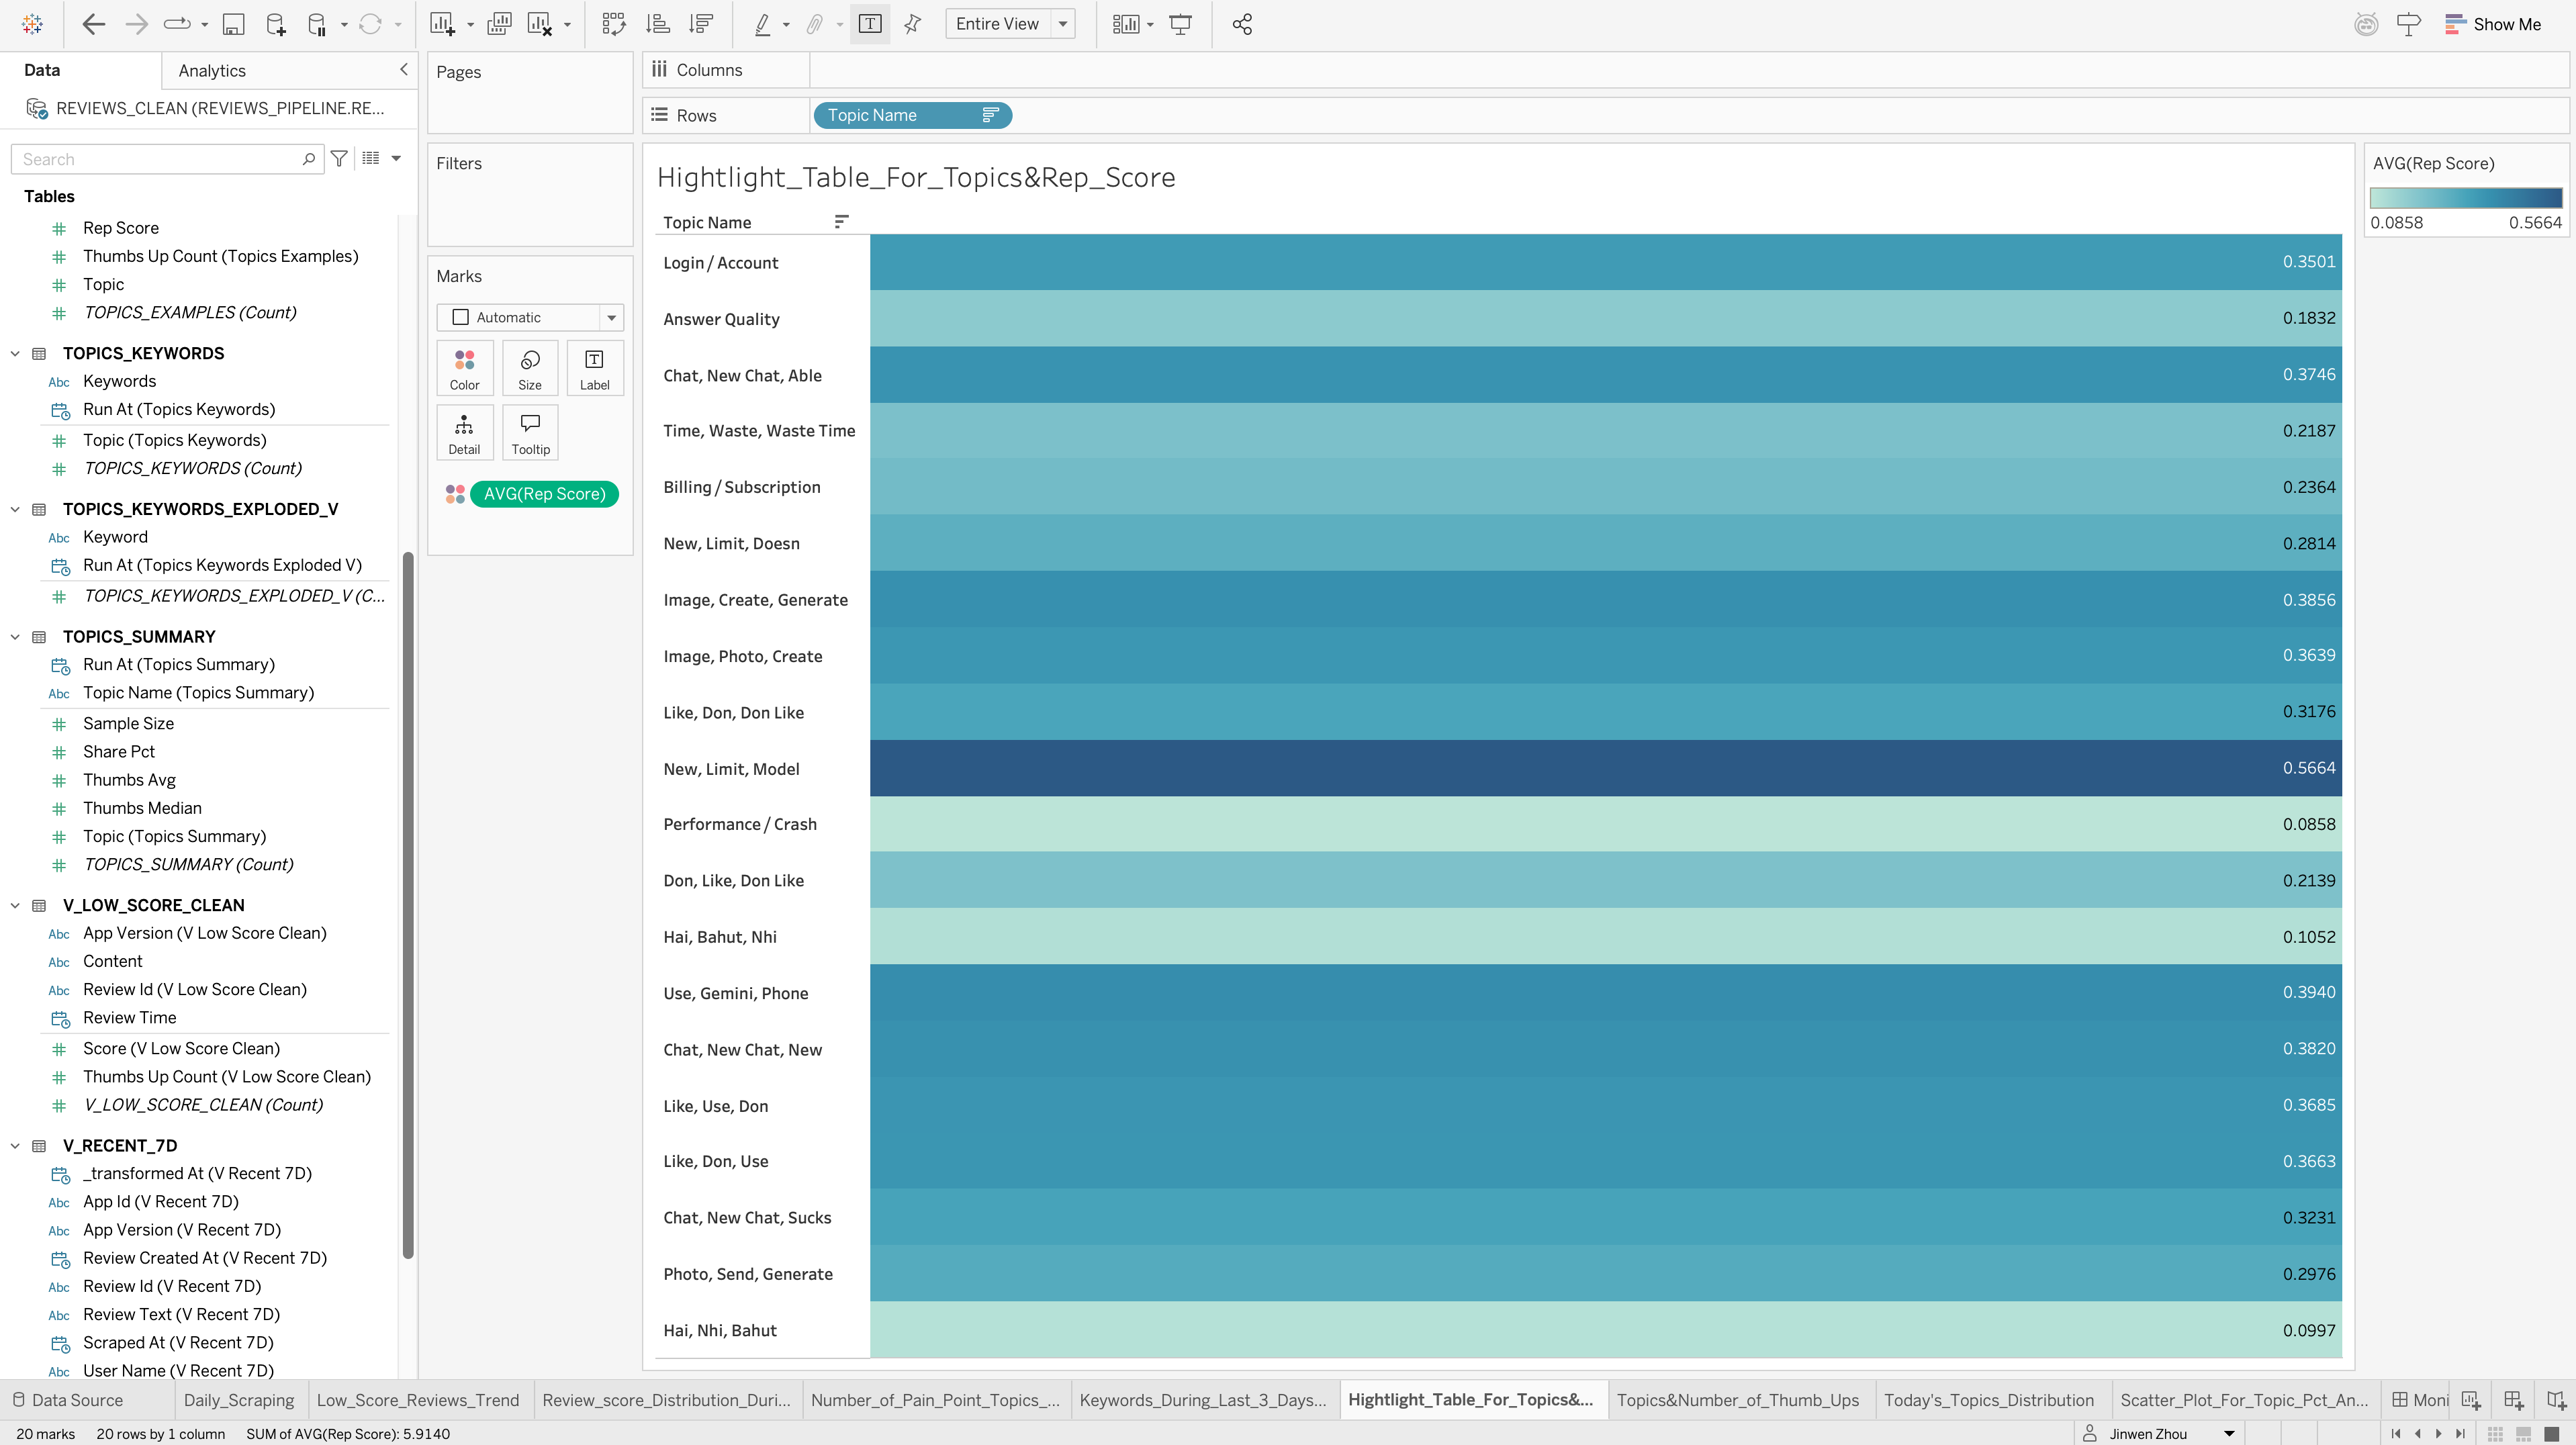 Entire View
Show Me
Data
Analytics
REVIEWS_CLEAN (REVIEWS_PIPELINE.RE...
Search
Tables
Rep Score
Thumbs Up Count (Topics Examples)
Topic
TOPICS_EXAMPLES (Count)
TOPICS_KEYWORDS
Abc Keywords
Run At (Topics Keywords)
Topic (Topics Keywords)
TOPICS_KEYWORDS (Count)
TOPICS_KEYWORDS_EXPLODED_V
Abc Keyword
Run At (Topics Keywords Exploded V)
TOPICS_KEYWORDS_EXPLODED_V (C...
TOPICS_SUMMARY
Run At (Topics Summary)
Abc Topic Name (Topics Summary)
Sample Size
Share Pct
Thumbs Avg
Thumbs Median
Topic (Topics Summary)
TOPICS_SUMMARY (Count)
V_LOW_SCORE_CLEAN
Abc App Version (V Low Score Clean)
Abc Content
Abc Review Id (V Low Score Clean)
Review Time
Score (V Low Score Clean)
Thumbs Up Count (V Low Score Clean)
V_LOW_SCORE_CLEAN (Count)
V_RECENT_7D
_transformed At (V Recent 7D)
Abc App Id (V Recent 7D)
Abc App Version (V Recent 7D)
Review Created At (V Recent 7D)
Abc Review Id (V Recent 7D)
Abc Review Text (V Recent 7D)
Scraped At (V Recent 7D)
Abc User Name (V Recent 7D)
Pages
Filters
Marks
Automatic
Color Size Label
Detail Tooltip
AVG(Rep Score)
Columns
Rows Topic Name
Hightlight_Table_For_Topics&Rep_Score
Topic Name
Login / Account 0.3501
Answer Quality 0.1832
Chat, New Chat, Able 0.3746
Time, Waste, Waste Time 0.2187
Billing / Subscription 0.2364
New, Limit, Doesn 0.2814
Image, Create, Generate 0.3856
Image, Photo, Create 0.3639
Like, Don, Don Like 0.3176
New, Limit, Model 0.5664
Performance / Crash 0.0858
Don, Like, Don Like 0.2139
Hai, Bahut, Nhi 0.1052
Use, Gemini, Phone 0.3940
Chat, New Chat, New 0.3820
Like, Use, Don 0.3685
Like, Don, Use 0.3663
Chat, New Chat, Sucks 0.3231
Photo, Send, Generate 0.2976
Hai, Nhi, Bahut 0.0997
AVG(Rep Score)
0.0858 0.5664
Data Source Daily_Scraping Low_Score_Reviews_Trend Review_score_Distribution_Duri... Number_of_Pain_Point_Topics_... Keywords_During_Last_3_Days... Hightlight_Table_For_Topics&... Topics&Number_of_Thumb_Ups Today's_Topics_Distribution Scatter_Plot_For_Topic_Pct_An... Moni
20 marks 20 rows by 1 column SUM of AVG(Rep Score): 5.9140 Jinwen Zhou